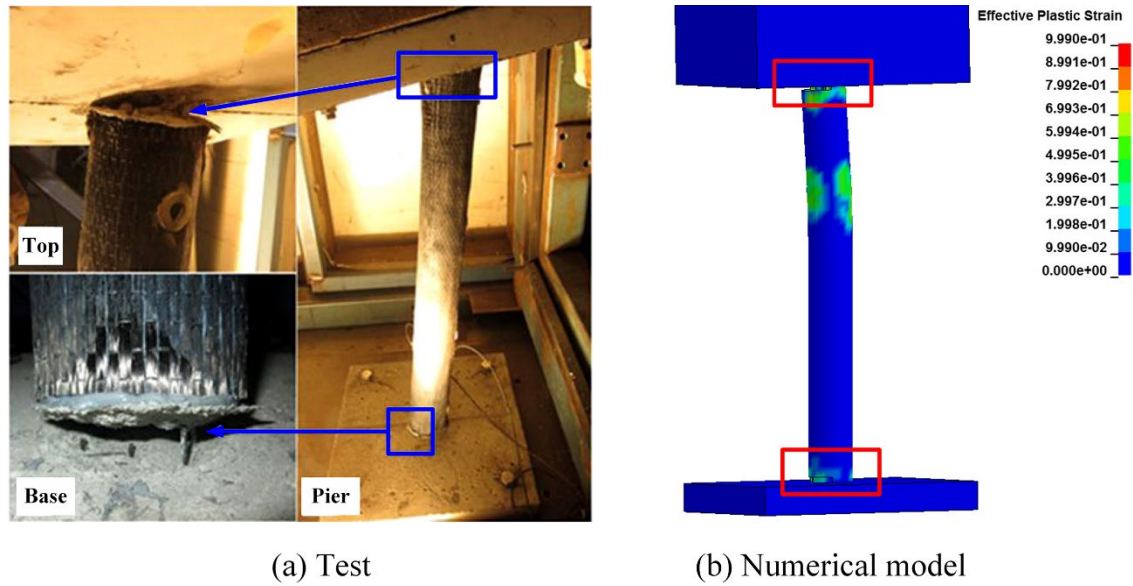 Top
Base
Pier
Effective Plastic Strain
9.990e-01
8.991e-01
7.992e-01
6.993e-01
5.994e-01
4.995e-01
3.996e-01
2.997e-01
1.998e-01
9.990e-02
0.000e+00
(a) Test
(b) Numerical model